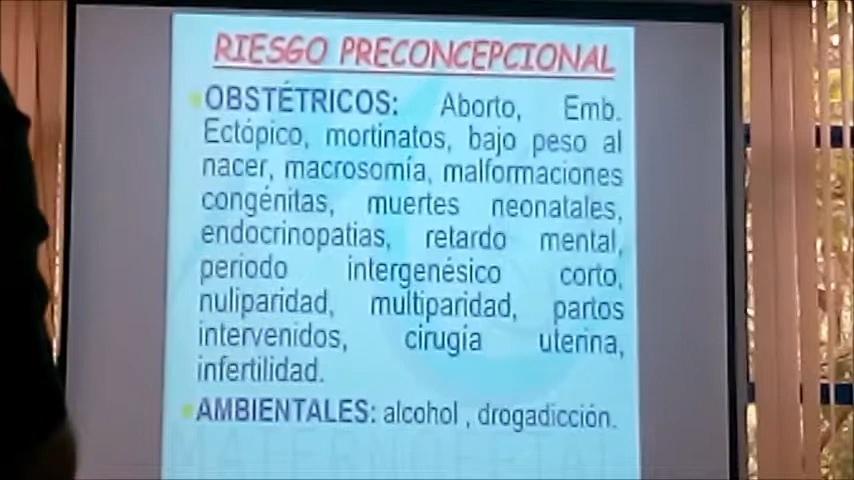 RIESGO PRECONCEPCIONAL
OBSTÉTRICOS: Aborto, Emb.
Ectópico, mortinatos, bajo peso al
nacer, macrosomía, malformaciones
congénitas, muertes neonatales,
endocrinopatias, retardo mental,
periodo intergenésico corto,
nuliparidad, multiparidad, partos
intervenidos, cirugía uterina,
infertilidad.
AMBIENTALES: alcohol , drogadicción.